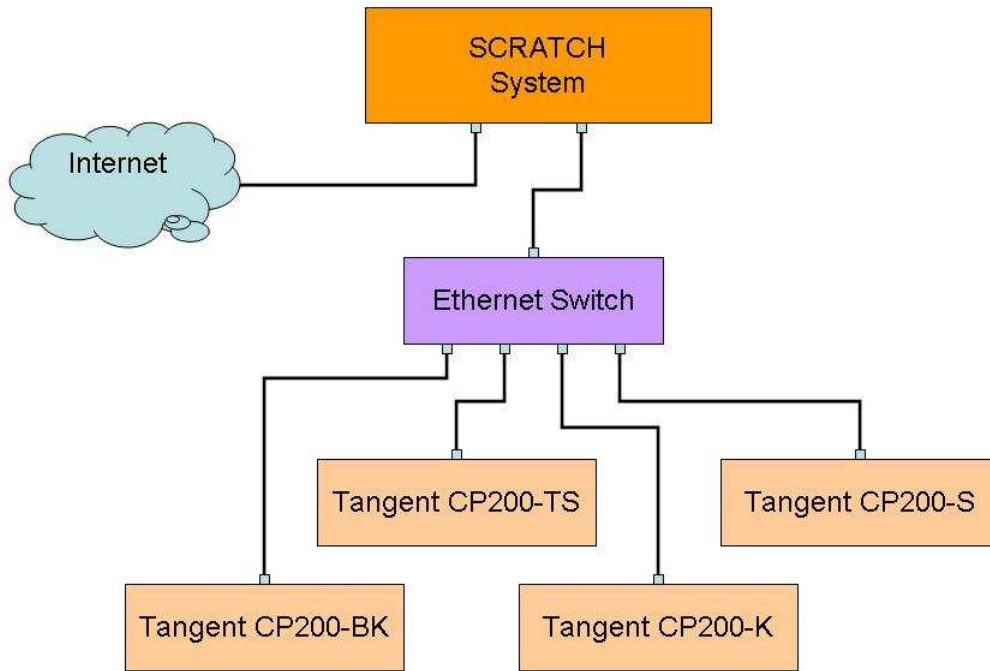 SCRATCH
System
Internet
Ethernet Switch
Tangent CP200-TS
Tangent CP200-S
Tangent CP200-BK
Tangent CP200-K